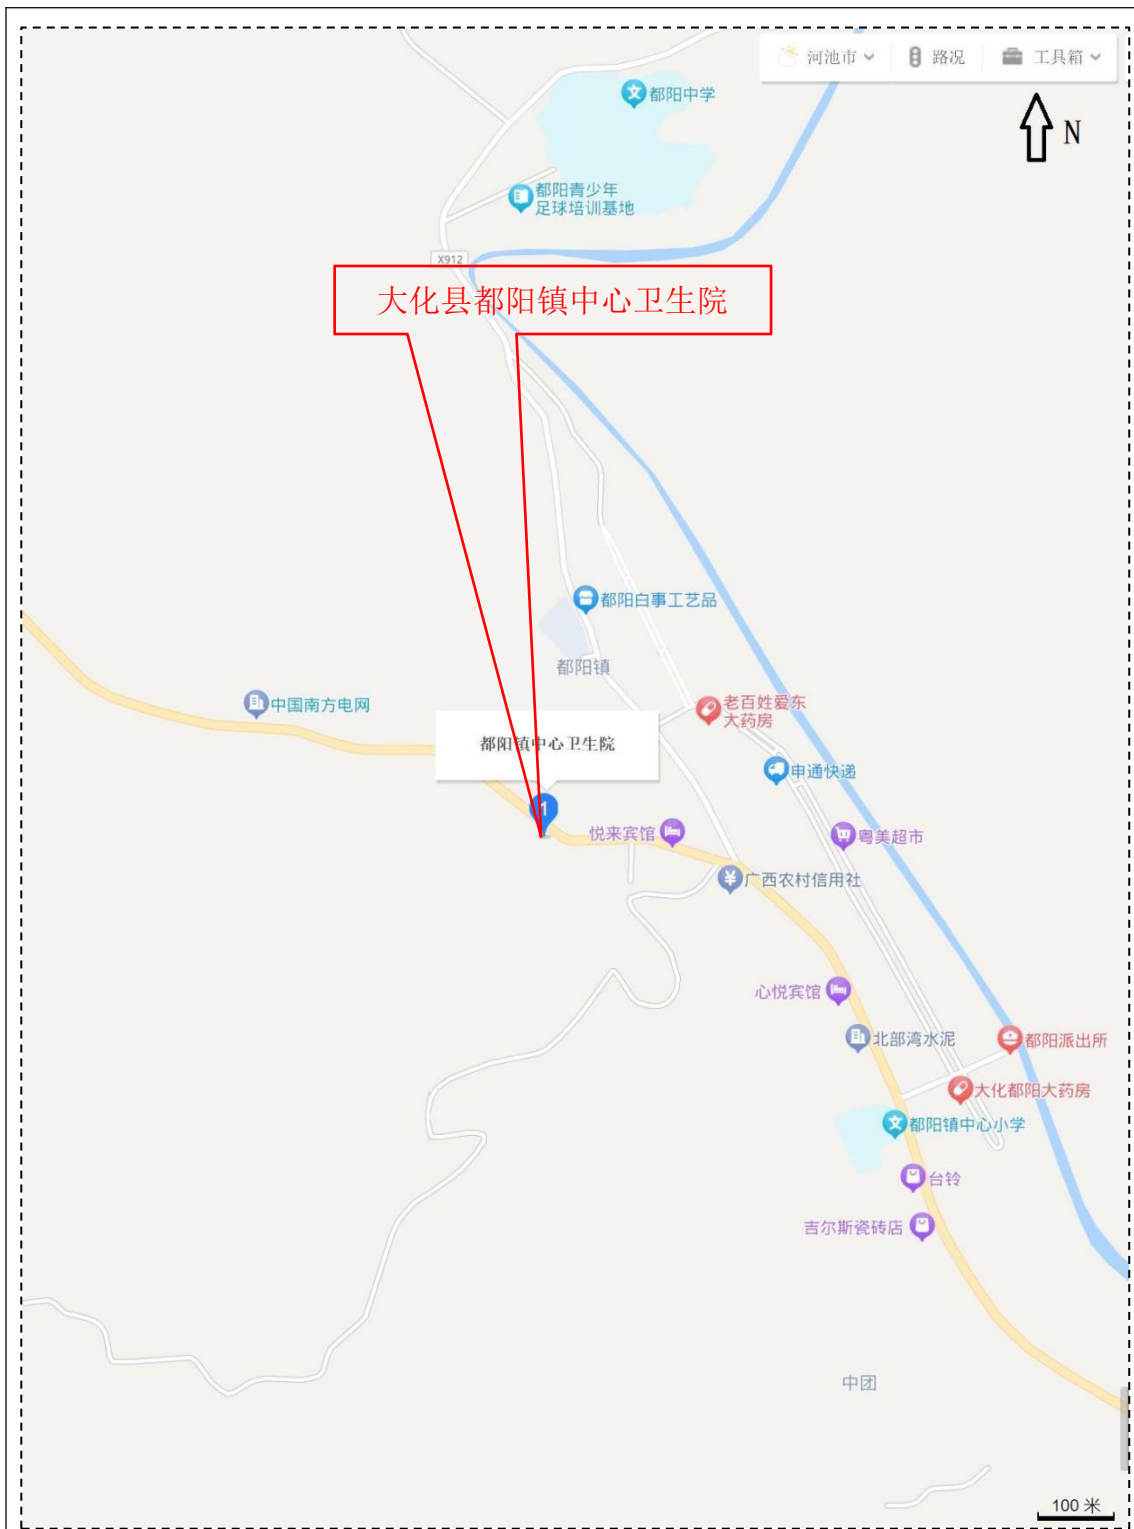 河池市
路况
工具箱
都阳中学
N
都阳青少年
足球培训基地
X912
大化县都阳镇中心卫生院
都阳白事工艺品
都阳镇
中国南方电网
老百姓爱东
大药房
都阳镇中心卫生院
申通快递
悦来宾馆
粤美超市
广西农村信用社
心悦宾馆
北部湾水泥
都阳派出所
大化都阳大药房
都阳镇中心小学
台铃
吉尔斯瓷砖店
中团
100 米